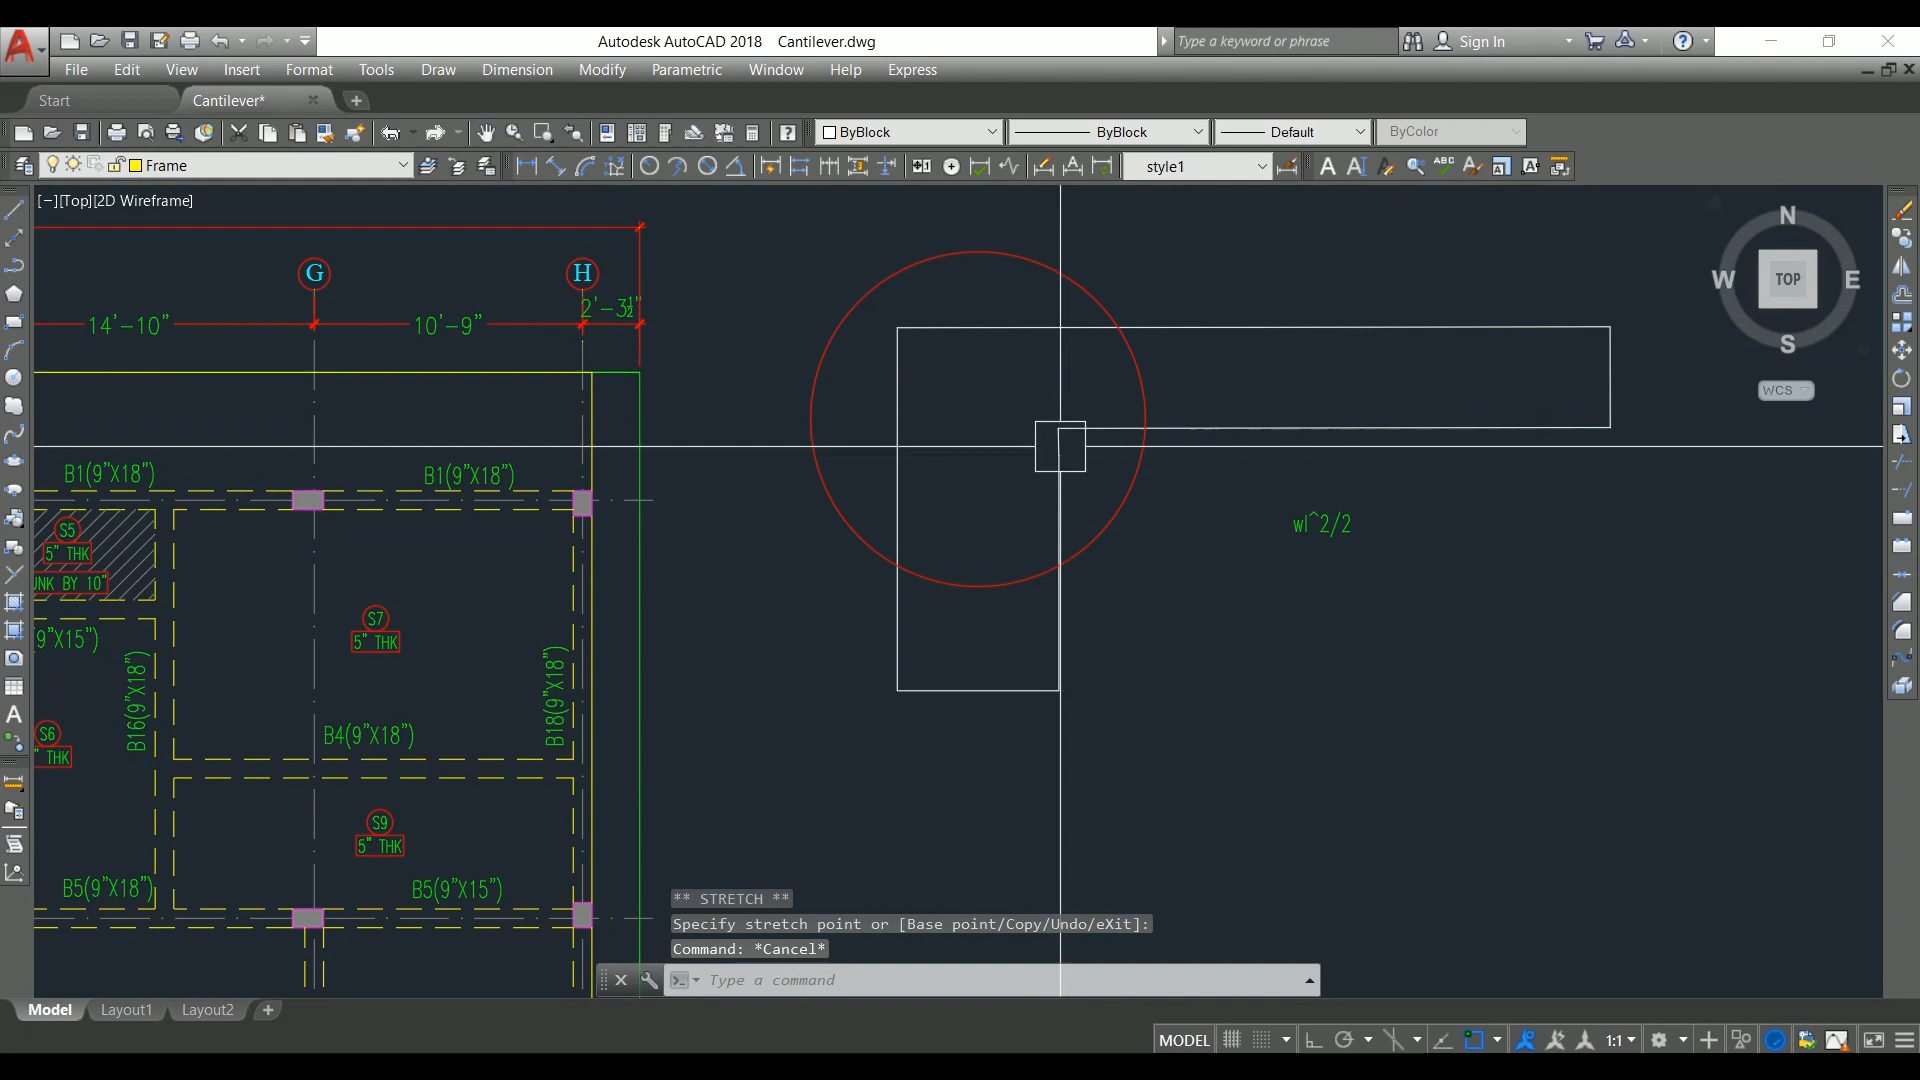 Autodesk AutoCAD 2018 Cantilever.dwg
Type a keyword or phrase
Sign In
File Edit View Insert Format Tools Draw Dimension Modify Parametric Window Help Express
Start
Cantilever*
ByBlock
ByBlock
Default
ByColor
Frame
style1
[−][Top][2D Wireframe]
G
H
2'-3½"
14'-10"
10'-9"
N
W
TOP
E
S
WCS
B1(9"X18")
B1(9"X18")
S5
5" THK
UNK BY 10"
wl^2/2
S7
5" THK
9"X15")
B16(9"X18")
B18(9"X18")
S6
" THK
B4(9"X18")
S9
5" THK
B5(9"X18")
B5(9"X15")
** STRETCH **
Specify stretch point or [Base point/Copy/Undo/eXit]:
Command: *Cancel*
Type a command
Model
Layout1
Layout2
MODEL
1:1